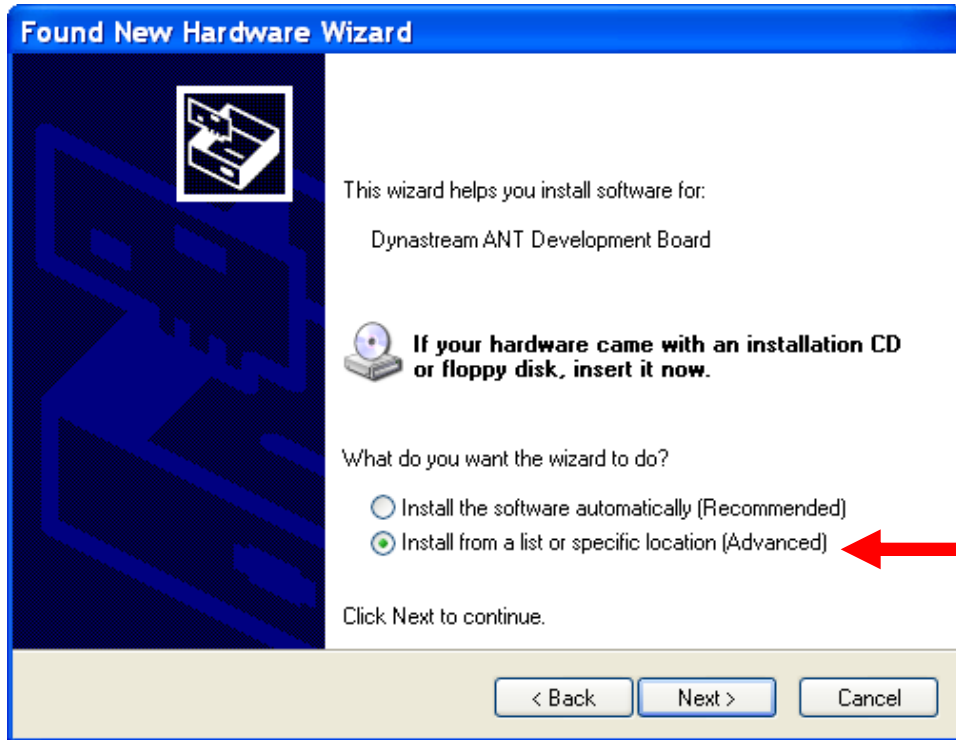 Found New Hardware Wizard
This wizard helps you install software for:
Dynastream ANT Development Board
If your hardware came with an installation CD
or floppy disk, insert it now.
What do you want the wizard to do?
Install the software automatically (Recommended)
Install from a list or specific location (Advanced)
Click Next to continue.
< Back Next > Cancel